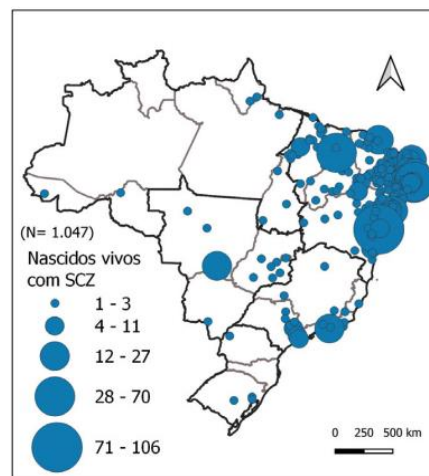 (N= 1.047)
Nascidos vivos
com SCZ
1 - 3
4 - 11
12 - 27
28 - 70
71 - 106
0 250 500 km